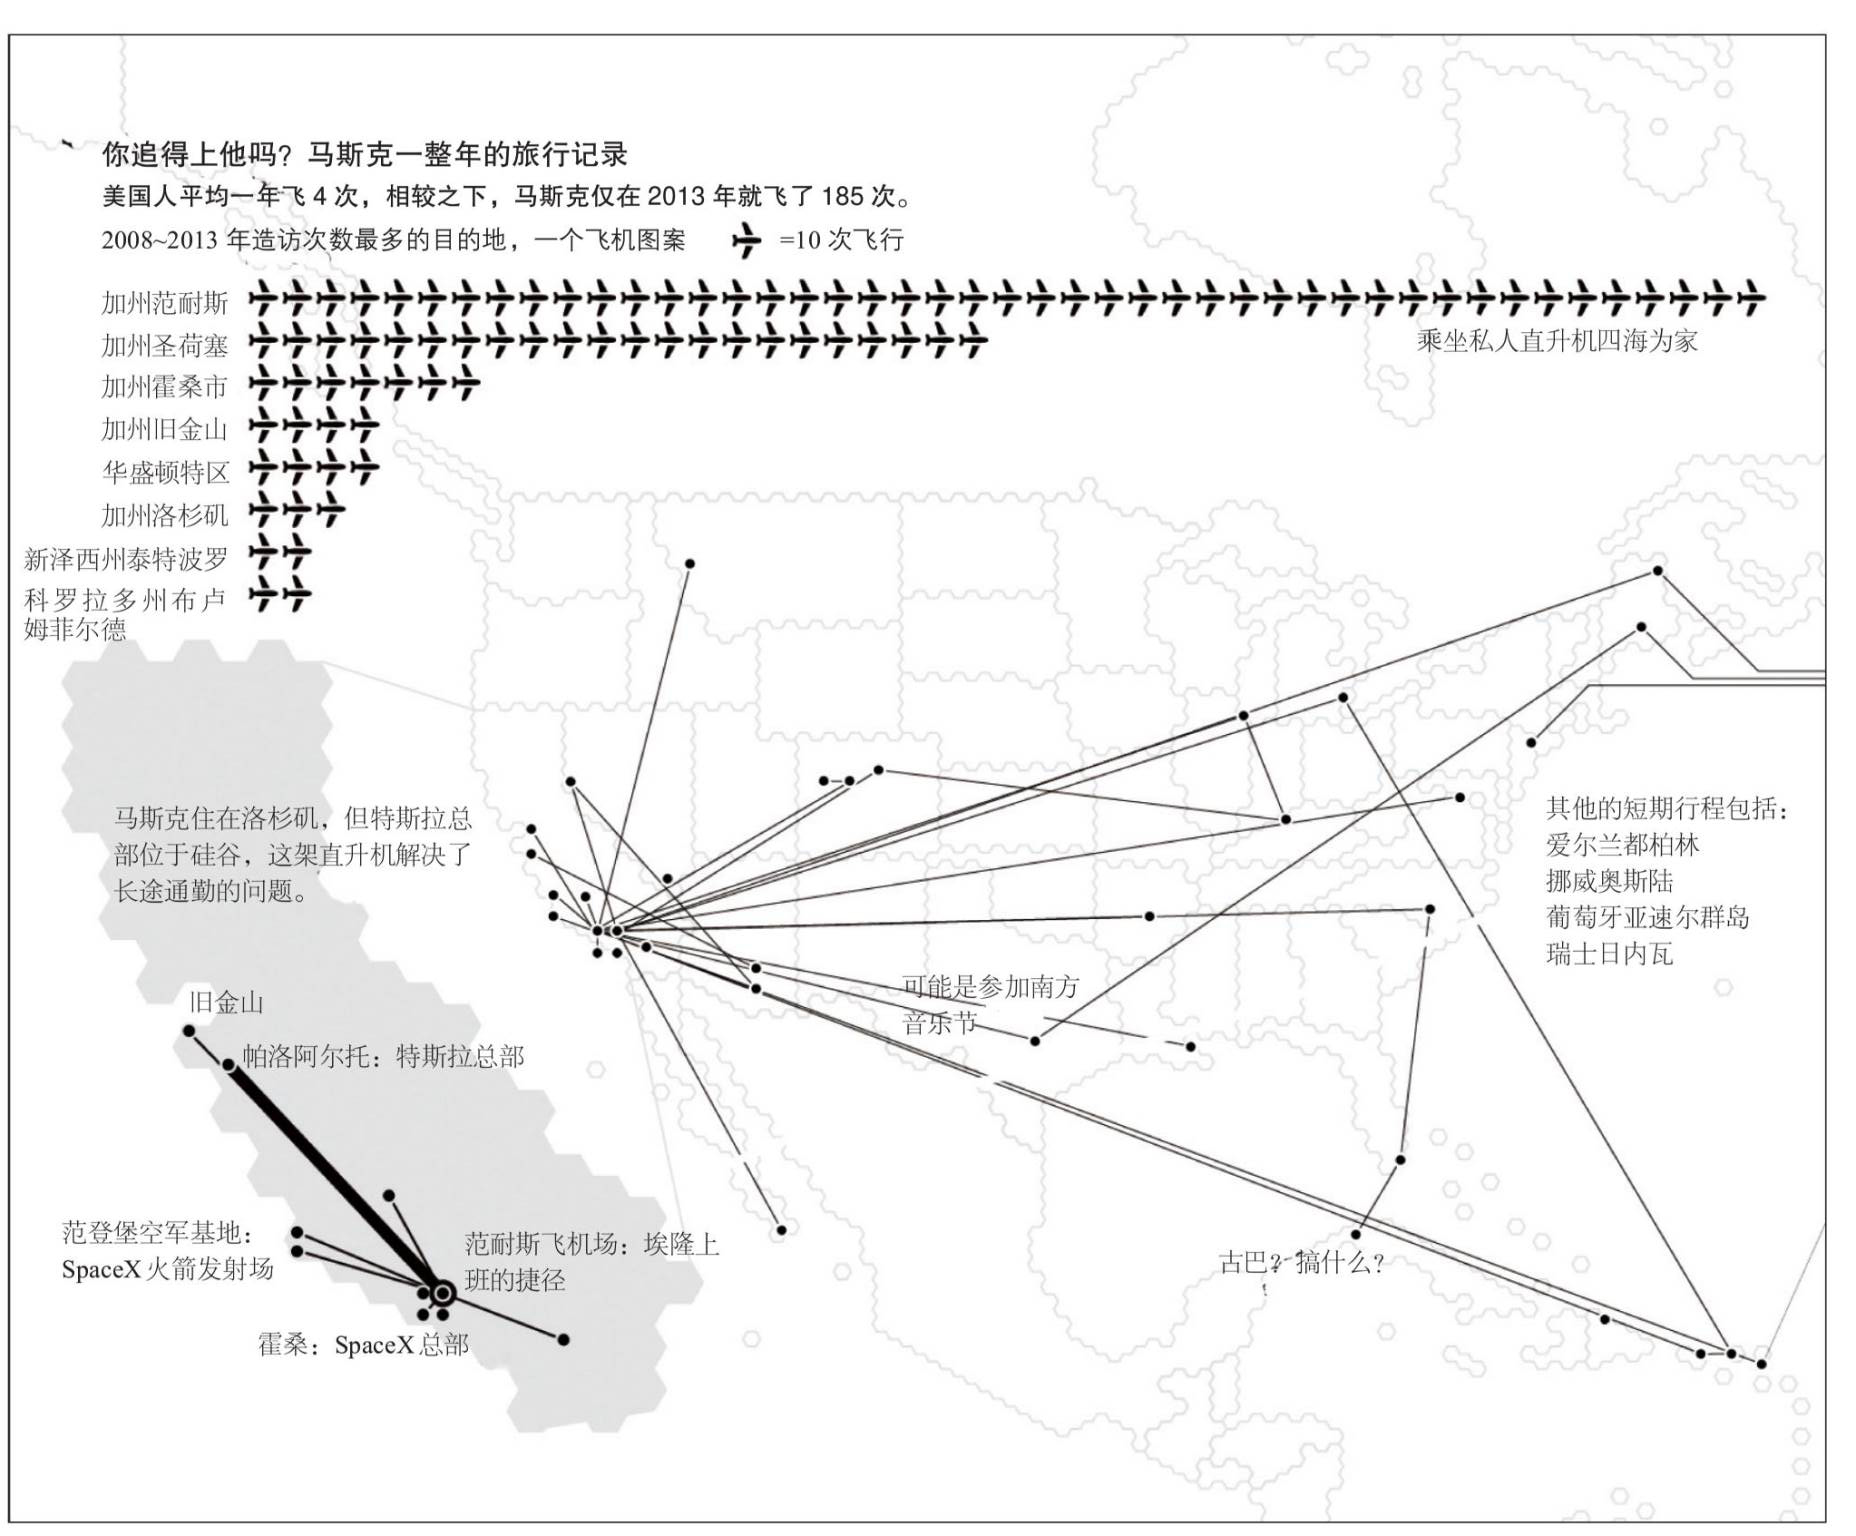 你追得上他吗？马斯克一整年的旅行记录
美国人平均一年飞 4 次，相较之下，马斯克仅在 2013 年就飞了 185 次。
2008~2013 年造访次数最多的目的地，一个飞机图案 =10 次飞行
加州范耐斯
加州圣荷塞
乘坐私人直升机四海为家
加州霍桑市
加州旧金山
华盛顿特区
加州洛杉矶
新泽西州泰特波罗
科罗拉多州布卢
姆菲尔德
马斯克住在洛杉矶，但特斯拉总
部位于硅谷，这架直升机解决了
长途通勤的问题。
其他的短期行程包括：
爱尔兰都柏林
挪威奥斯陆
葡萄牙亚速尔群岛
瑞士日内瓦
可能是参加南方
音乐节
旧金山
帕洛阿尔托：特斯拉总部
范登堡空军基地：
SpaceX 火箭发射场
范耐斯飞机场：埃隆上
班的捷径
霍桑：SpaceX 总部
古巴？搞什么？